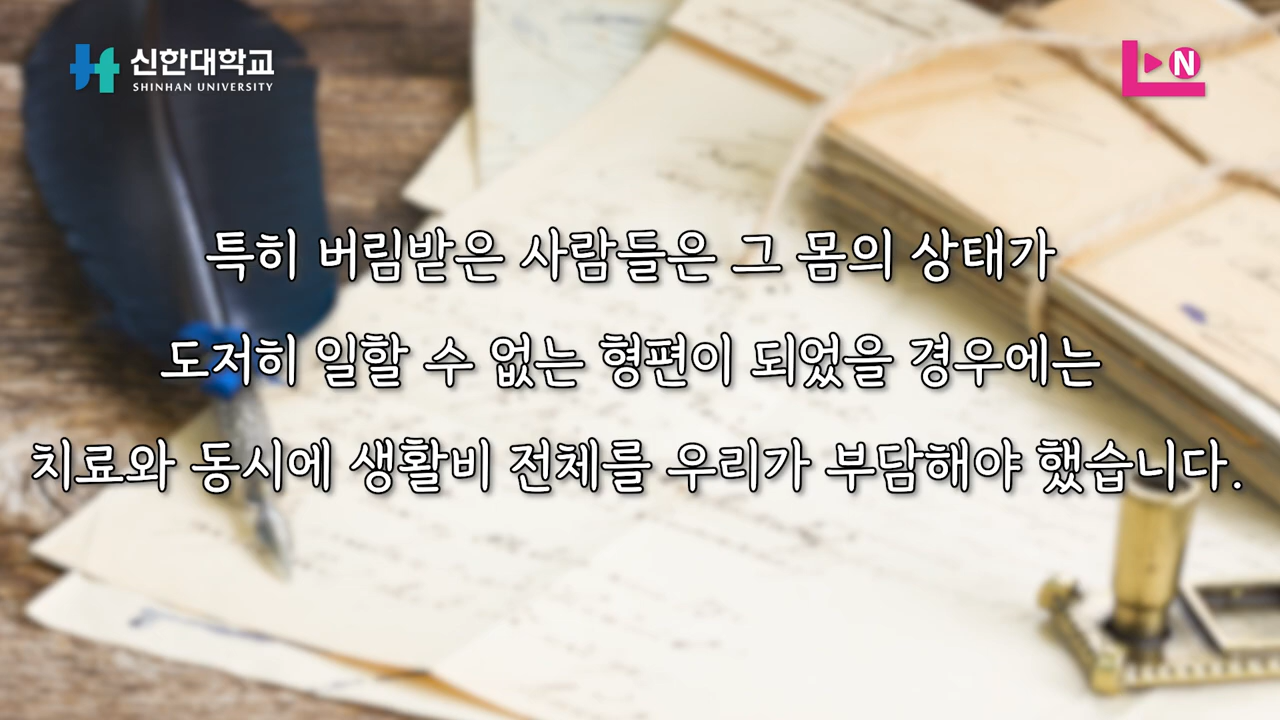 신한대학교
SHINHAN UNIVERSITY
N
특히 버림받은 사람들은 그 몸의 상태가
도저히 일할 수 없는 형편이 되었을 경우에는
치료와 동시에 생활비 전체를 우리가 부담해야 했습니다.